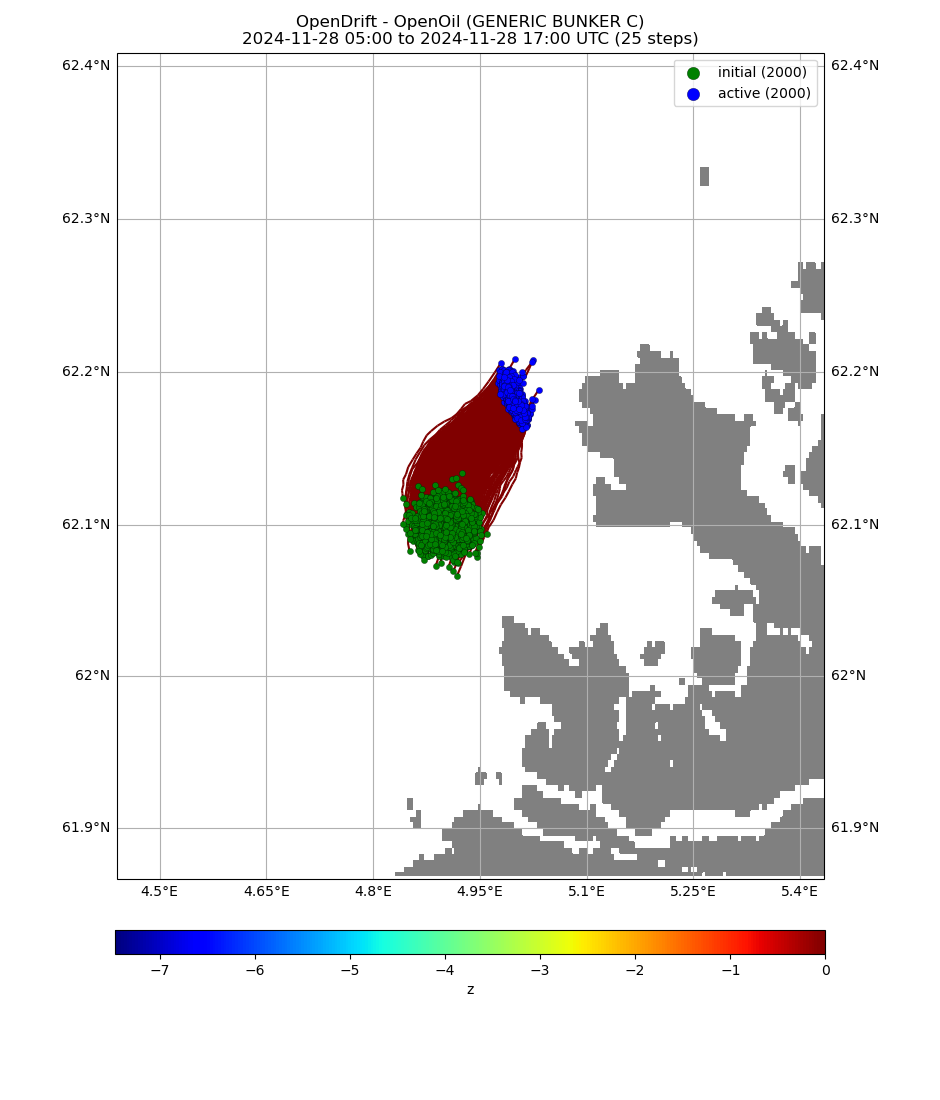 OpenDrift - OpenOil (GENERIC BUNKER C)
2024-11-28 05:00 to 2024-11-28 17:00 UTC (25 steps)
62.4°N
62.4°N
initial (2000)
active (2000)
62.3°N
62.3°N
62.2°N
62.2°N
62.1°N
62.1°N
62°N
62°N
61.9°N
61.9°N
4.5°E
4.65°E
4.8°E
4.95°E
5.1°E
5.25°E
5.4°E
−7
−6
−5
−4
−3
−2
−1
0
z